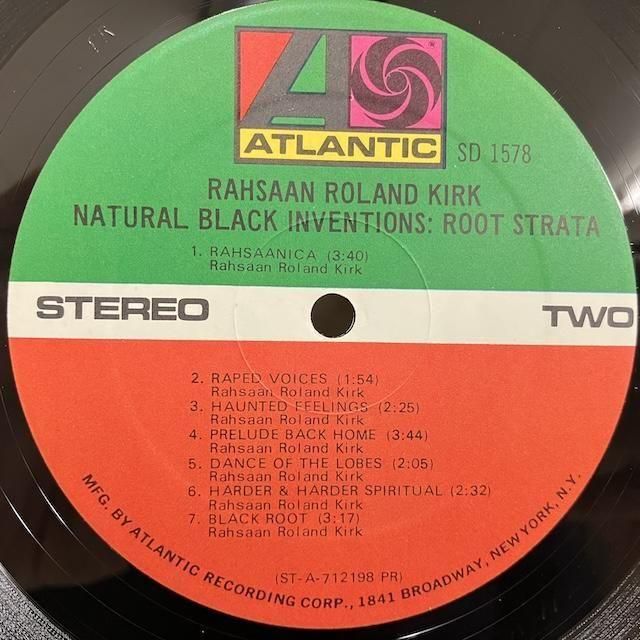 ATLANTIC
SD 1578
RAHSAAN ROLAND KIRK
NATURAL BLACK INVENTIONS: ROOT STRATA
1. RAHSAANICA (3:40)
Rahsaan Roland Kirk
STEREO
TWO
2. RAPED VOICES (1:54)
Rahsaan Roland Kirk
3. HAUNTED FEELINGS (2:25)
Rahsaan Roland Kirk
4. PRELUDE BACK HOME (3:44)
Rahsaan Roland Kirk
5. DANCE OF THE LOBES (2:05)
Rahsaan Roland Kirk
6. HARDER & HARDER SPIRITUAL (2:32)
Rahsaan Roland Kirk
7. BLACK ROOT (3:17)
Rahsaan Roland Kirk
(ST-A-712198 PR)
MFG. BY ATLANTIC RECORDING CORP., 1841 BROADWAY, NEW YORK, N.Y.